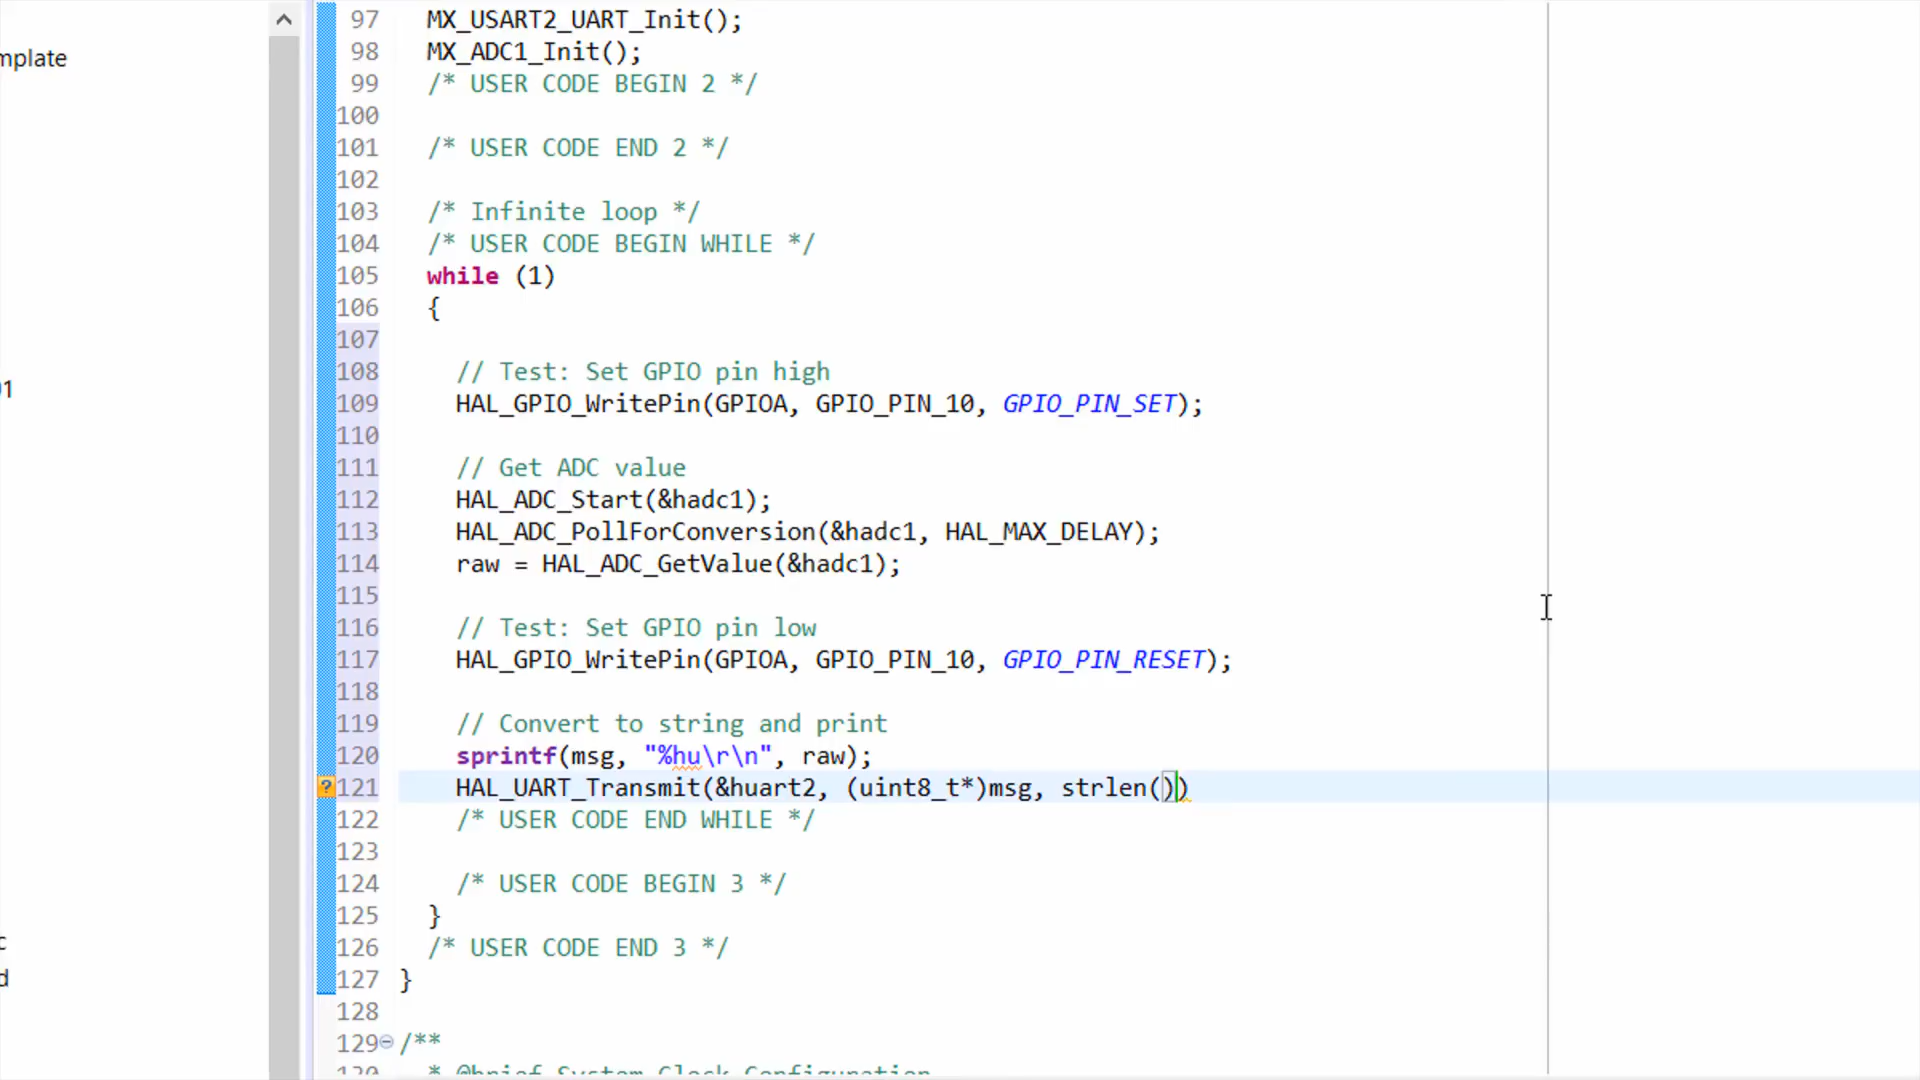 mplate
1
c
d
97 MX_USART2_UART_Init();
98 MX_ADC1_Init();
99 /* USER CODE BEGIN 2 */
100
101 /* USER CODE END 2 */
102
103 /* Infinite loop */
104 /* USER CODE BEGIN WHILE */
105 while (1)
106 {
107
108 // Test: Set GPIO pin high
109 HAL_GPIO_WritePin(GPIOA, GPIO_PIN_10, GPIO_PIN_SET);
110
111 // Get ADC value
112 HAL_ADC_Start(&hadc1);
113 HAL_ADC_PollForConversion(&hadc1, HAL_MAX_DELAY);
114 raw = HAL_ADC_GetValue(&hadc1);
115
116 // Test: Set GPIO pin low
117 HAL_GPIO_WritePin(GPIOA, GPIO_PIN_10, GPIO_PIN_RESET);
118
119 // Convert to string and print
120 sprintf(msg, "%hu\r\n", raw);
121 HAL_UART_Transmit(&huart2, (uint8_t*)msg, strlen())
122 /* USER CODE END WHILE */
123
124 /* USER CODE BEGIN 3 */
125 }
126 /* USER CODE END 3 */
127 }
128
129 /**
130 * @brief System Clock Configuration